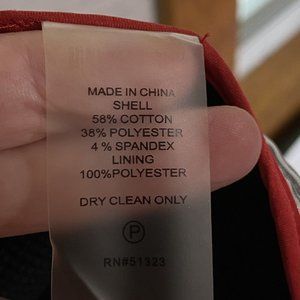 MADE IN CHINA
SHELL
58% COTTON
38% POLYESTER
4 % SPANDEX
LINING
100%POLYESTER
DRY CLEAN ONLY
P
RN#51323